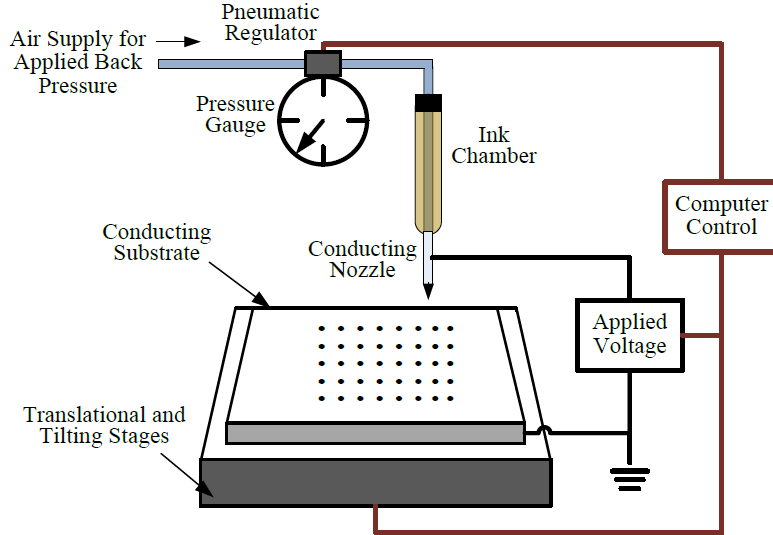 Pneumatic
Regulator
Air Supply for
Applied Back
Pressure
Pressure
Gauge
Ink
Chamber
Computer
Control
Conducting
Substrate
Conducting
Nozzle
Applied
Voltage
Translational and
Tilting Stages